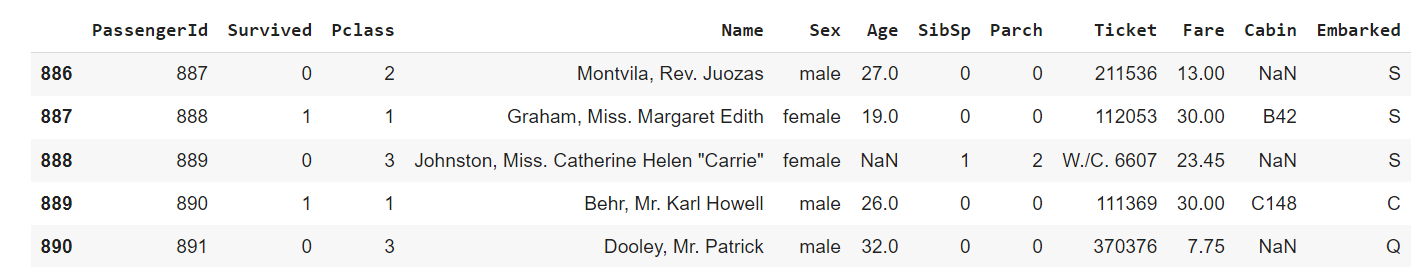 PassengerId Survived Pclass Name Sex Age SibSp Parch Ticket Fare Cabin Embarked
886 887 0 2 Montvila, Rev. Juozas male 27.0 0 0 211536 13.00 NaN S
887 888 1 1 Graham, Miss. Margaret Edith female 19.0 0 0 112053 30.00 B42 S
888 889 0 3 Johnston, Miss. Catherine Helen "Carrie" female NaN 1 2 W./C. 6607 23.45 NaN S
889 890 1 1 Behr, Mr. Karl Howell male 26.0 0 0 111369 30.00 C148 C
890 891 0 3 Dooley, Mr. Patrick male 32.0 0 0 370376 7.75 NaN Q